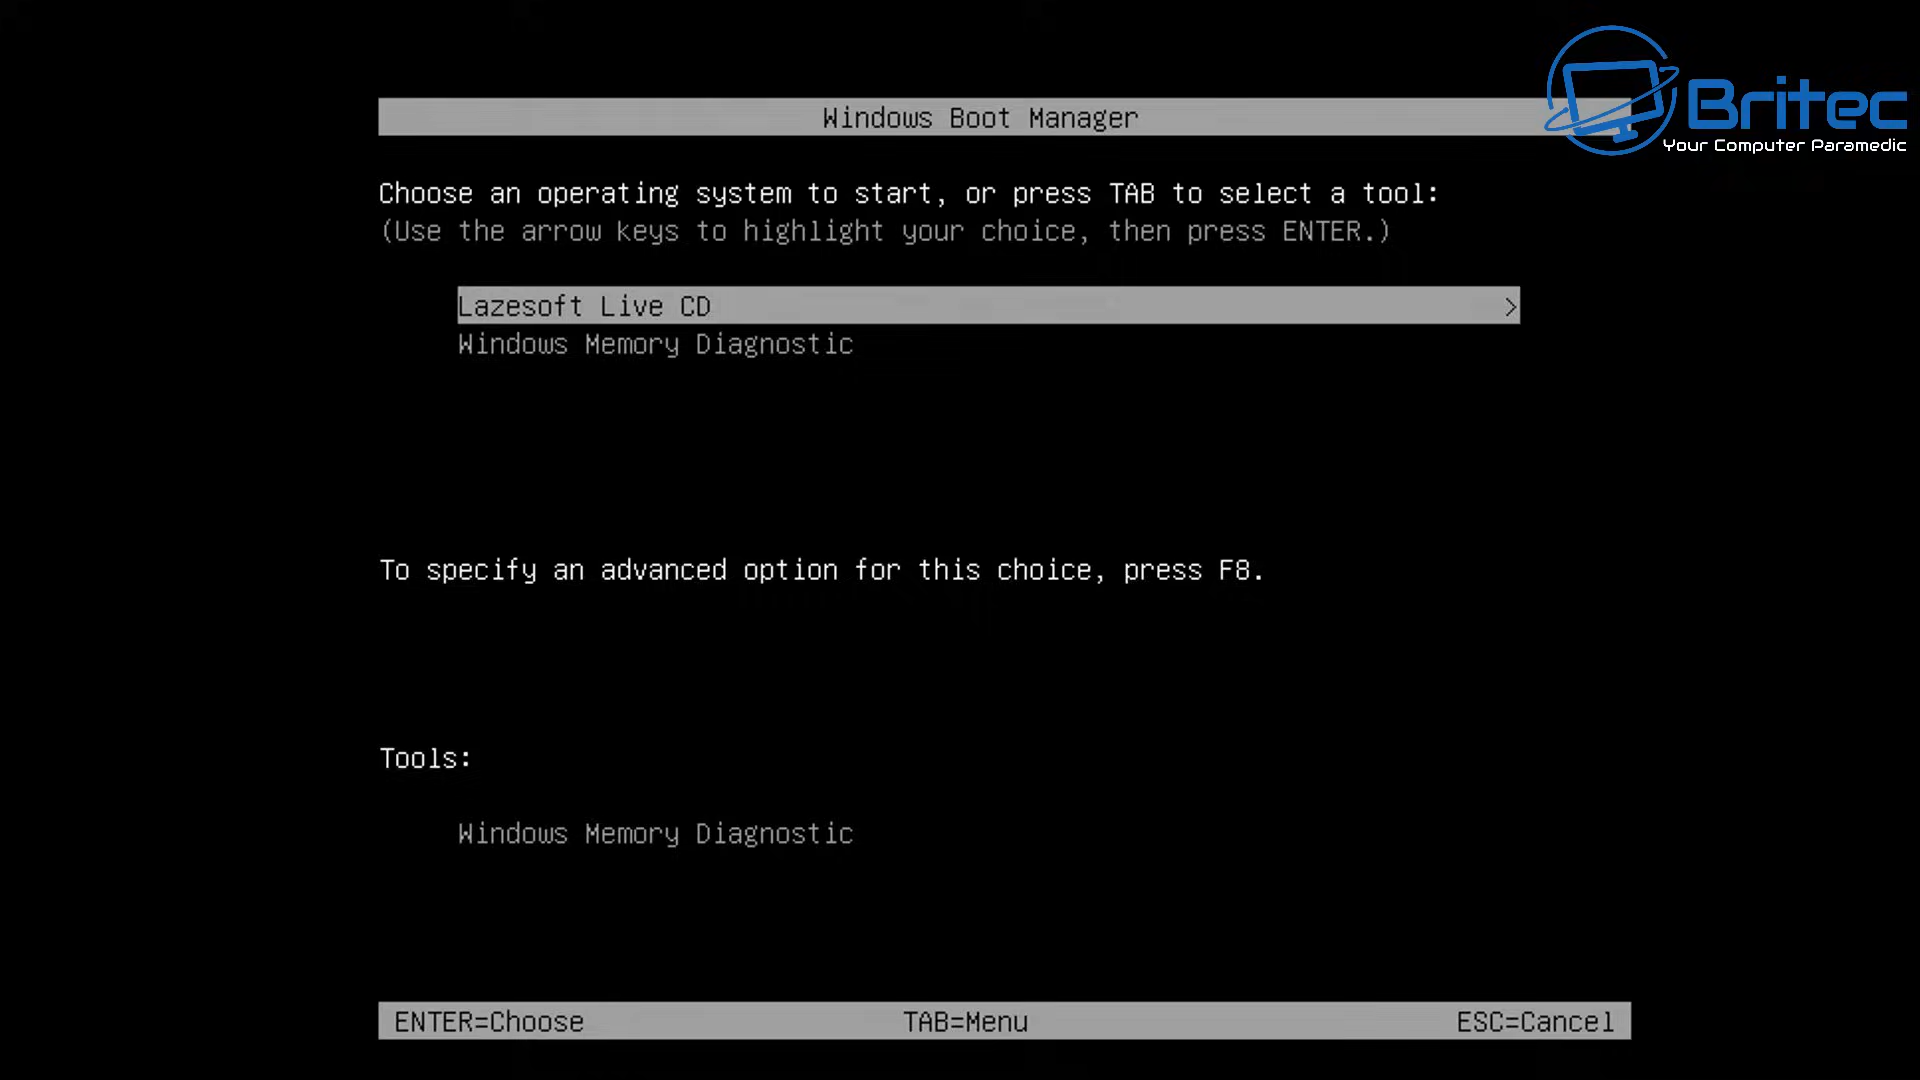 Windows Boot Manager
Britec
Your Computer Paramedic
Choose an operating system to start, or press TAB to select a tool:
(Use the arrow keys to highlight your choice, then press ENTER.)
Lazesoft Live CD >
Windows Memory Diagnostic
To specify an advanced option for this choice, press F8.
Tools:
Windows Memory Diagnostic
ENTER=Choose TAB=Menu ESC=Cancel